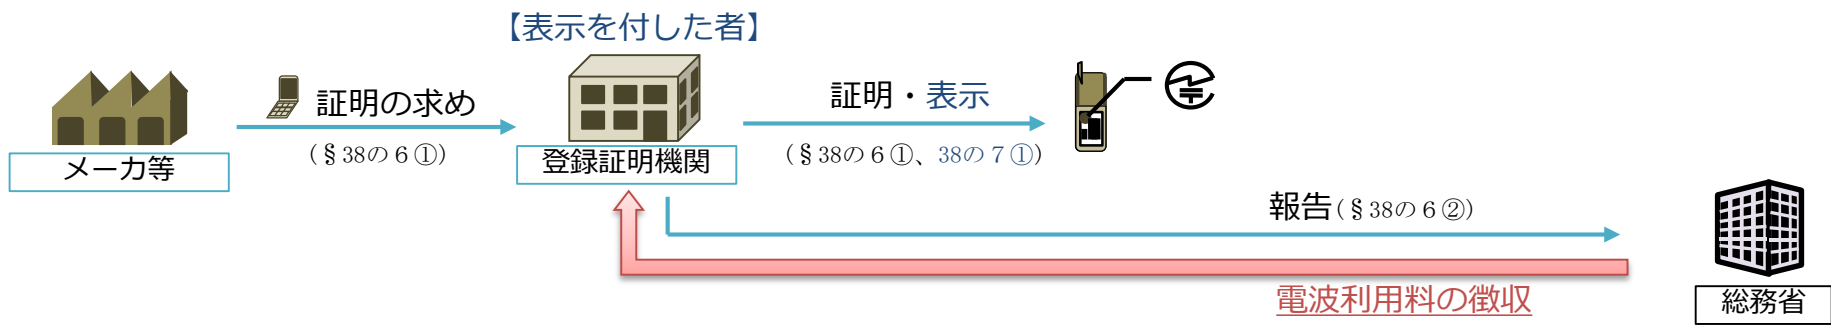 【表示を付した者】
証明の求め
(§38の６①)
メーカ等
登録証明機関
証明・表示
(§38の６①、38の７①)
報告(§38の６②)
電波利用料の徴収
総務省